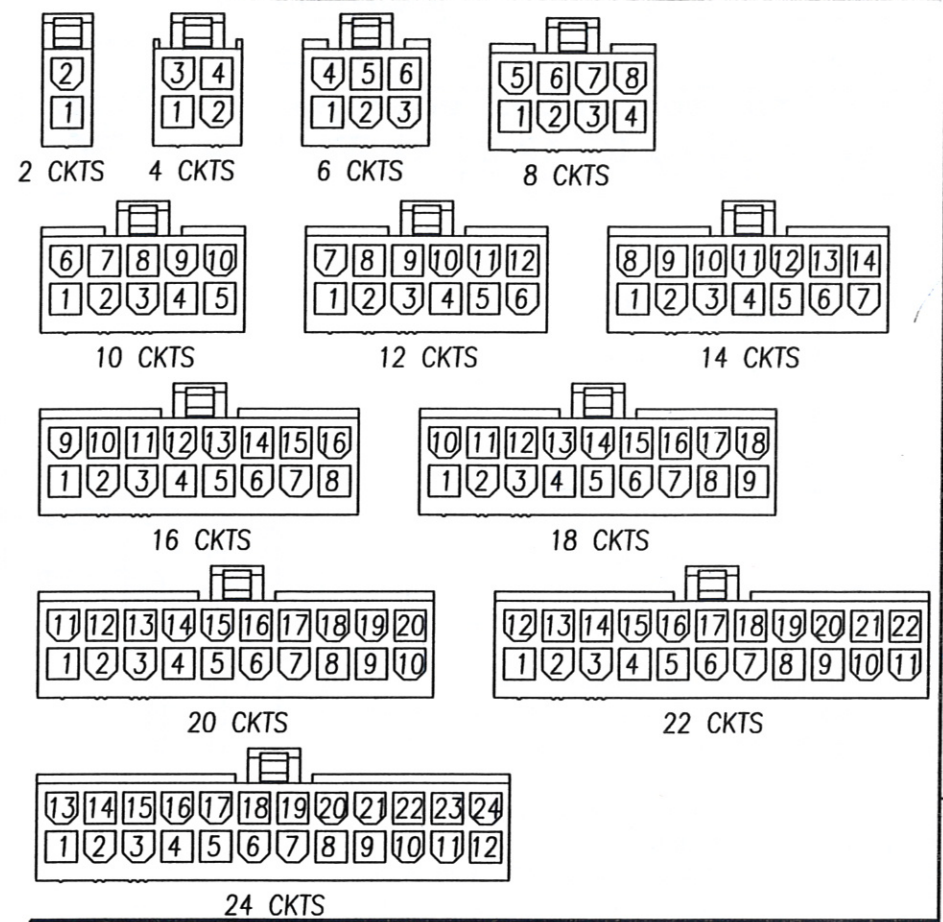 2
1
2 CKTS
3 4
1 2
4 CKTS
4 5 6
1 2 3
6 CKTS
5 6 7 8
1 2 3 4
8 CKTS
6 7 8 9 10
1 2 3 4 5
10 CKTS
7 8 9 10 11 12
1 2 3 4 5 6
12 CKTS
8 9 10 11 12 13 14
1 2 3 4 5 6 7
14 CKTS
9 10 11 12 13 14 15 16
1 2 3 4 5 6 7 8
16 CKTS
10 11 12 13 14 15 16 17 18
1 2 3 4 5 6 7 8 9
18 CKTS
11 12 13 14 15 16 17 18 19 20
1 2 3 4 5 6 7 8 9 10
20 CKTS
12 13 14 15 16 17 18 19 20 21 22
1 2 3 4 5 6 7 8 9 10 11
22 CKTS
13 14 15 16 17 18 19 20 21 22 23 24
1 2 3 4 5 6 7 8 9 10 11 12
24 CKTS